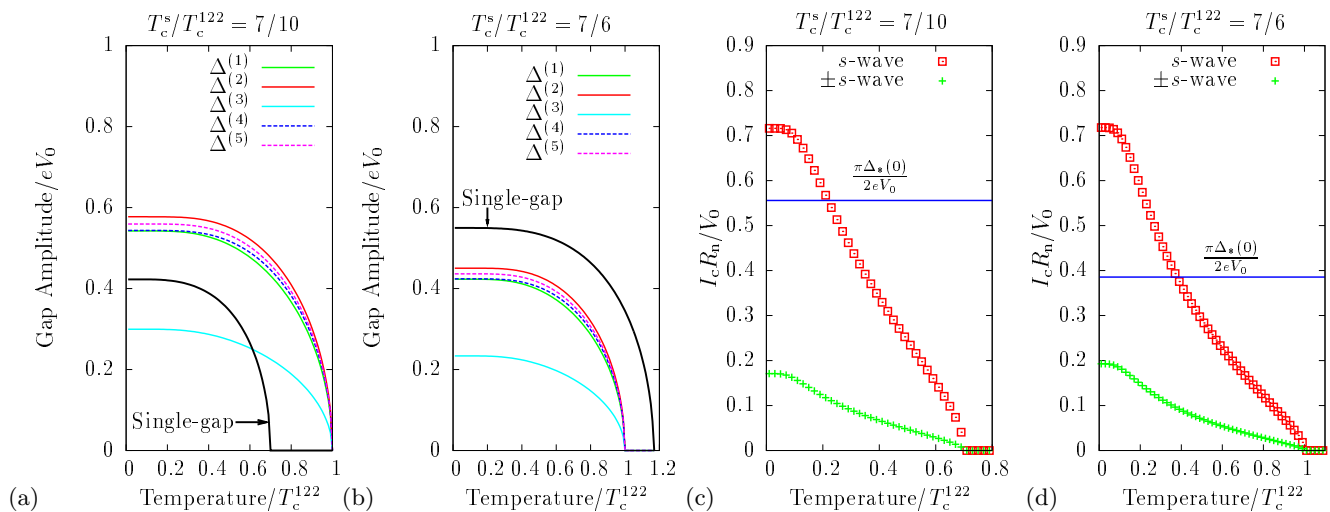 T_c^s/T_c^122 = 7/10
1
0.8
0.6
0.4
0.2
0
Gap Amplitude/eV_0
Δ^(1)
Δ^(2)
Δ^(3)
Δ^(4)
Δ^(5)
Single-gap
0 0.2 0.4 0.6 0.8 1
Temperature/T_c^122
(a)
T_c^s/T_c^122 = 7/6
1
0.8
0.6
0.4
0.2
0
Gap Amplitude/eV_0
Δ^(1)
Δ^(2)
Δ^(3)
Δ^(4)
Δ^(5)
Single-gap
0 0.2 0.4 0.6 0.8 1 1.2
Temperature/T_c^122
(b)
T_c^s/T_c^122 = 7/10
0.9
0.8
0.7
0.6
0.5
0.4
0.3
0.2
0.1
0
I_cR_n/V_0
s-wave
±s-wave
πΔ_*(0)
2eV_0
0 0.2 0.4 0.6 0.8
Temperature/T_c^122
(c)
T_c^s/T_c^122 = 7/6
0.9
0.8
0.7
0.6
0.5
0.4
0.3
0.2
0.1
0
I_cR_n/V_0
s-wave
±s-wave
πΔ_*(0)
2eV_0
0 0.2 0.4 0.6 0.8 1
Temperature/T_c^122
(d)